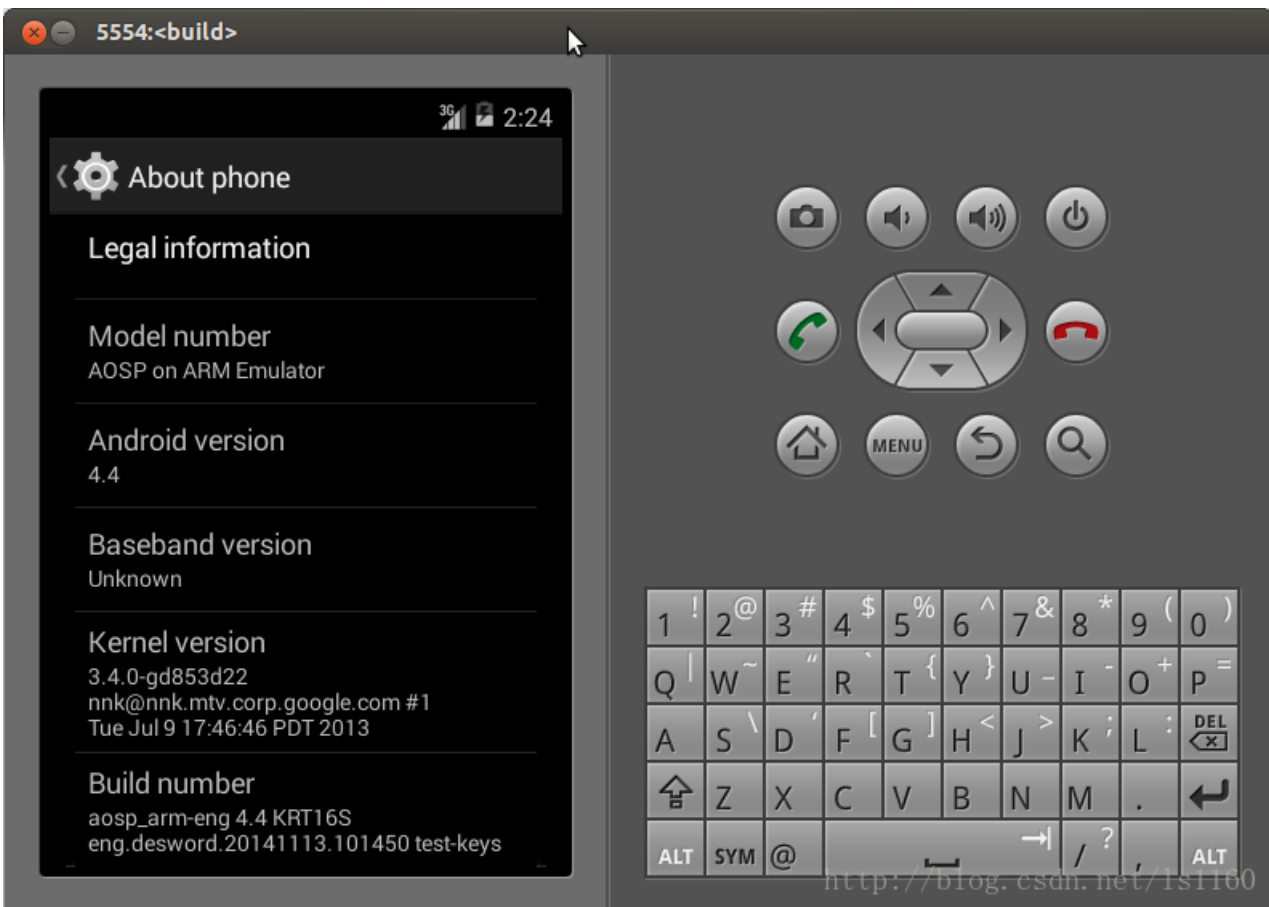 5554:<build>
3G 2:24
About phone
Legal information
Model number
AOSP on ARM Emulator
Android version
4.4
Baseband version
Unknown
Kernel version
3.4.0-gd853d22
nnk@nnk.mtv.corp.google.com #1
Tue Jul 9 17:46:46 PDT 2013
Build number
aosp_arm-eng 4.4 KRT16S
eng.desword.20141113.101450 test-keys
MENU
1 ! 2 @ 3 # 4 $ 5 % 6 ^ 7 & 8 * 9 ( 0 )
Q | W ~ E " R ` T { Y } U _ I - O + P =
A S \ D ' F [ G ] H < J > K ; L : DEL
Z X C V B N M .
ALT SYM @ / ? , ALT
http://blog.csdn.net/ls1160